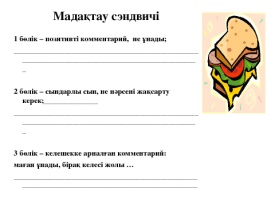 Мадақтау сэндвичі
1 бөлік – позитивті комментарий, не ұнады;
2 бөлік – сындарлы сын, не нәрсені жақсарту
керек;______________
3 бөлік – келешекке арналған комментарий:
маған ұнады, бірақ келесі жолы …